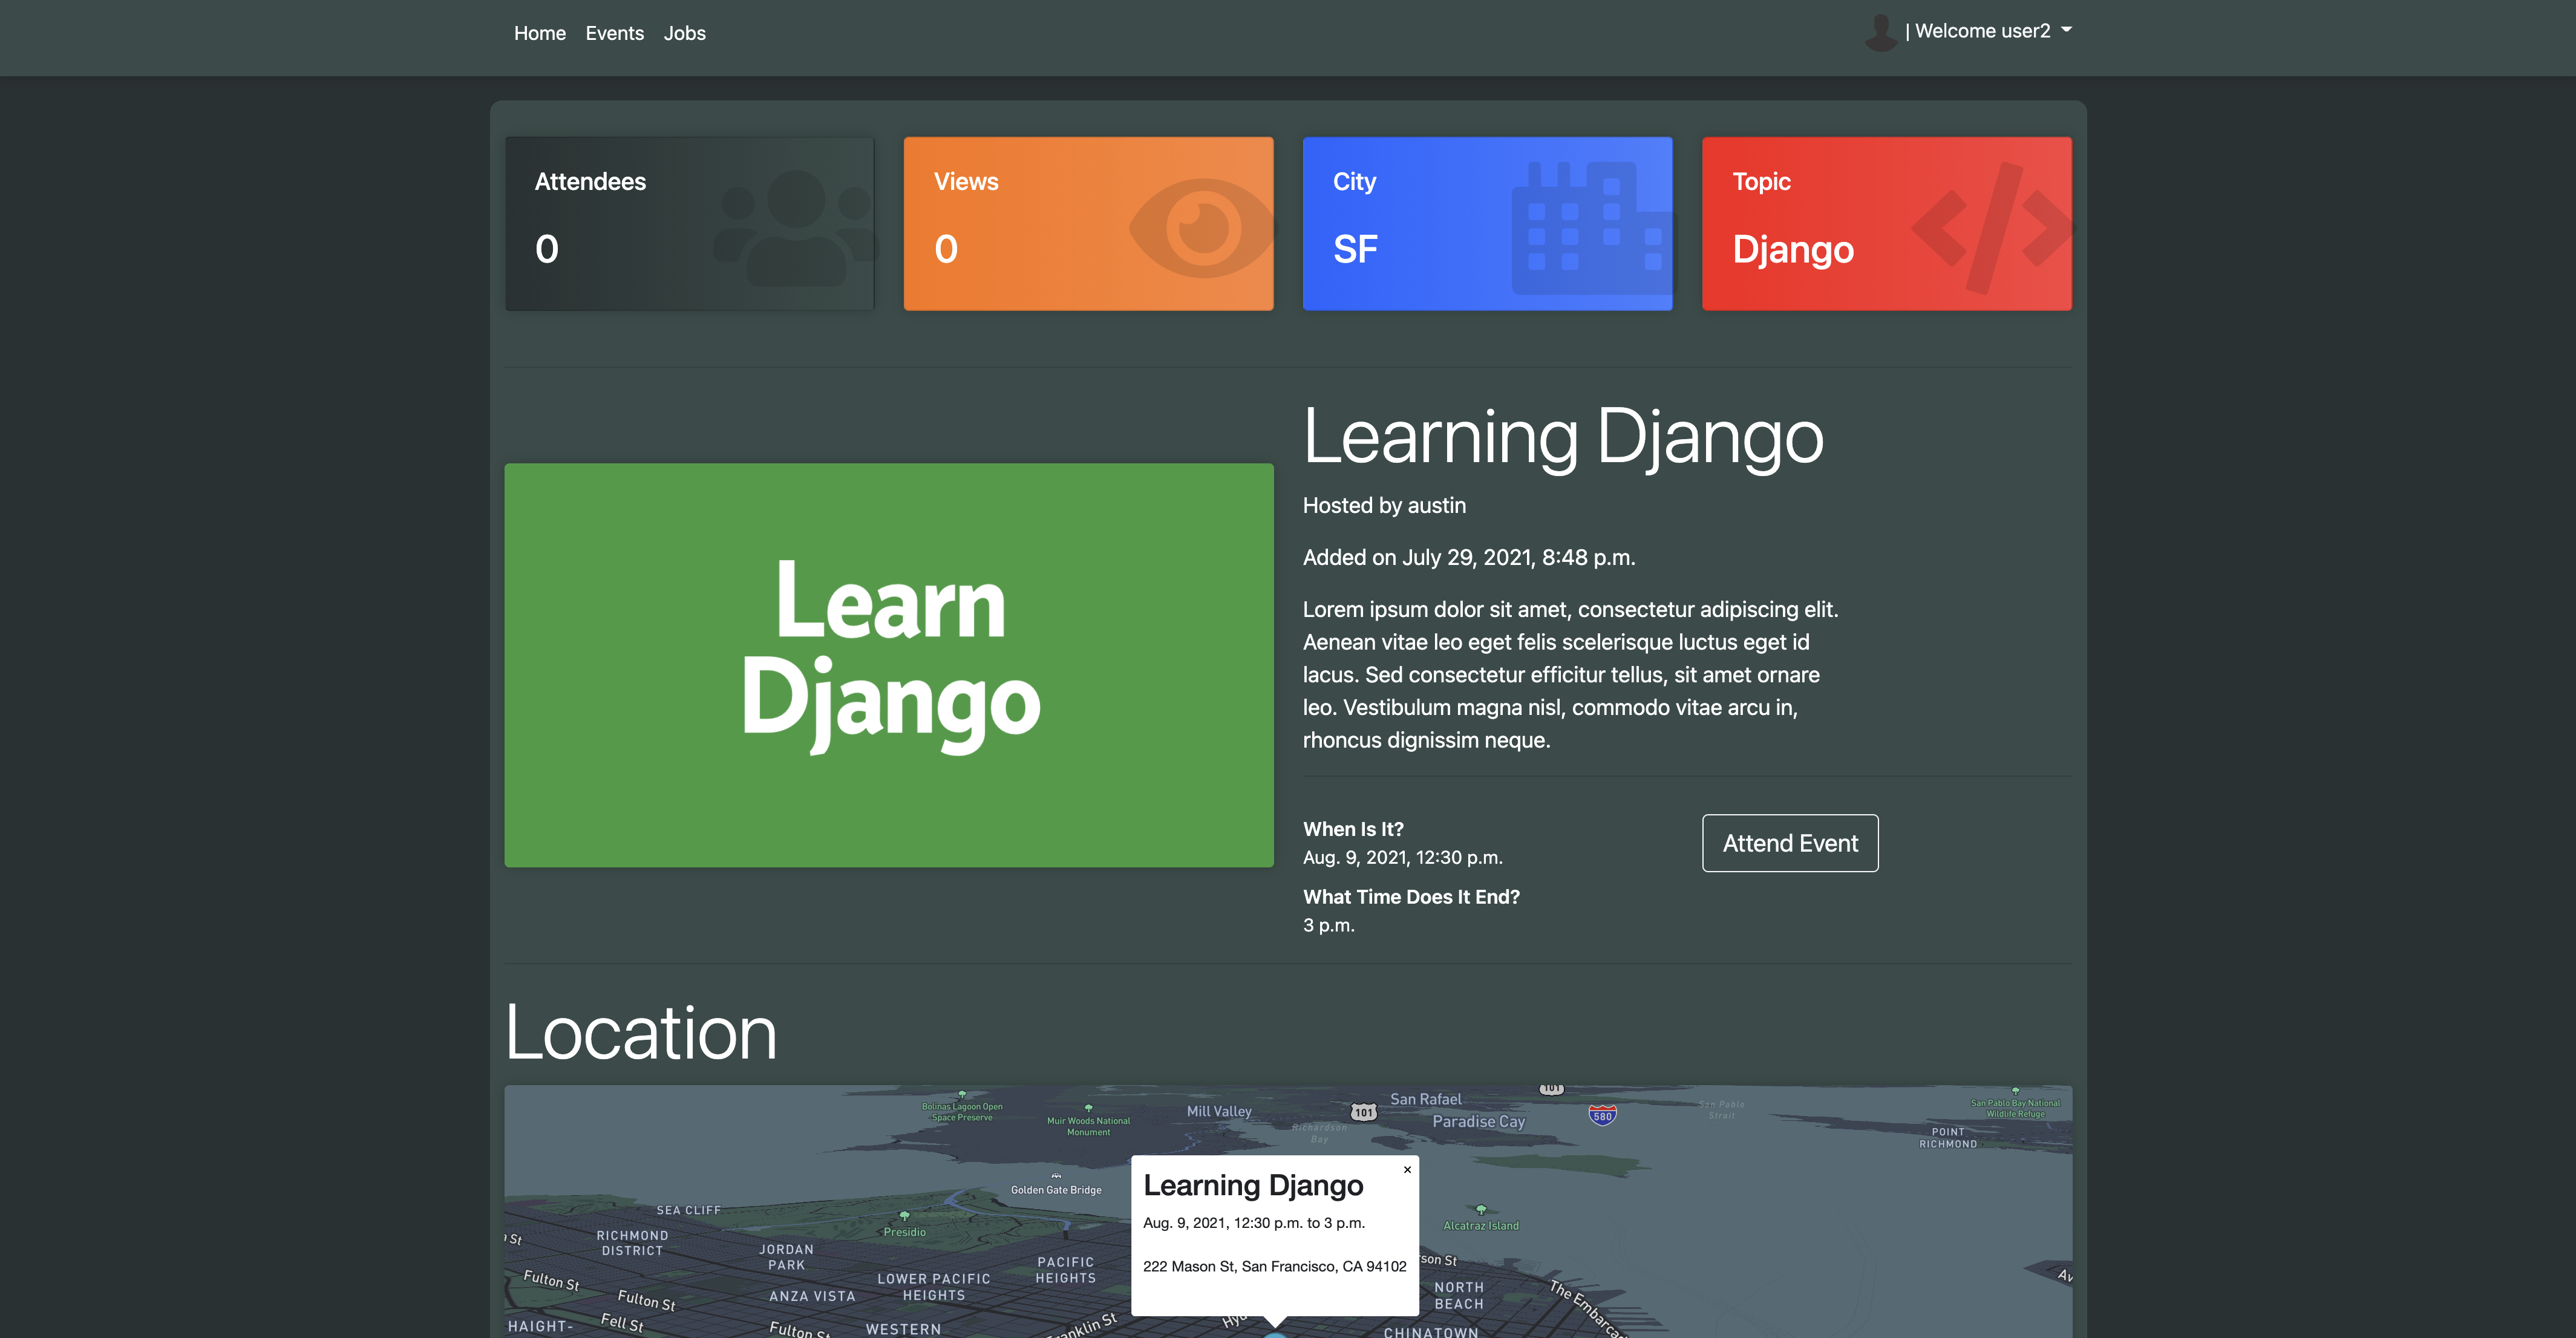 Home Events Jobs
| Welcome user2
Attendees
0
Views
0
City
SF
Topic
Django
Learn
Django
Learning Django
Hosted by austin
Added on July 29, 2021, 8:48 p.m.
Lorem ipsum dolor sit amet, consectetur adipiscing elit.
Aenean vitae leo eget felis scelerisque luctus eget id
lacus. Sed consectetur efficitur tellus, sit amet ornare
leo. Vestibulum magna nisl, commodo vitae arcu in,
rhoncus dignissim neque.
When Is It?
Aug. 9, 2021, 12:30 p.m.
Attend Event
What Time Does It End?
3 p.m.
Location
Bolinas Lagoon Open
Space Preserve
Muir Woods National
Monument
Mill Valley
101
San Rafael
Paradise Cay
101
580
San Pablo
Strait
San Pablo Bay National
Wildlife Refuge
POINT
RICHMOND
Richardson
Bay
Golden Gate Bridge
Learning Django
×
Aug. 9, 2021, 12:30 p.m. to 3 p.m.
222 Mason St, San Francisco, CA 94102
SEA CLIFF
Presidio
Alcatraz Island
St
RICHMOND
DISTRICT
JORDAN
PARK
PACIFIC
HEIGHTS
LOWER PACIFIC
HEIGHTS
ANZA VISTA
Fulton St
Fulton St
Fell St
Fulton St
HAIGHT-
WESTERN
NORTH
BEACH
CHINATOWN